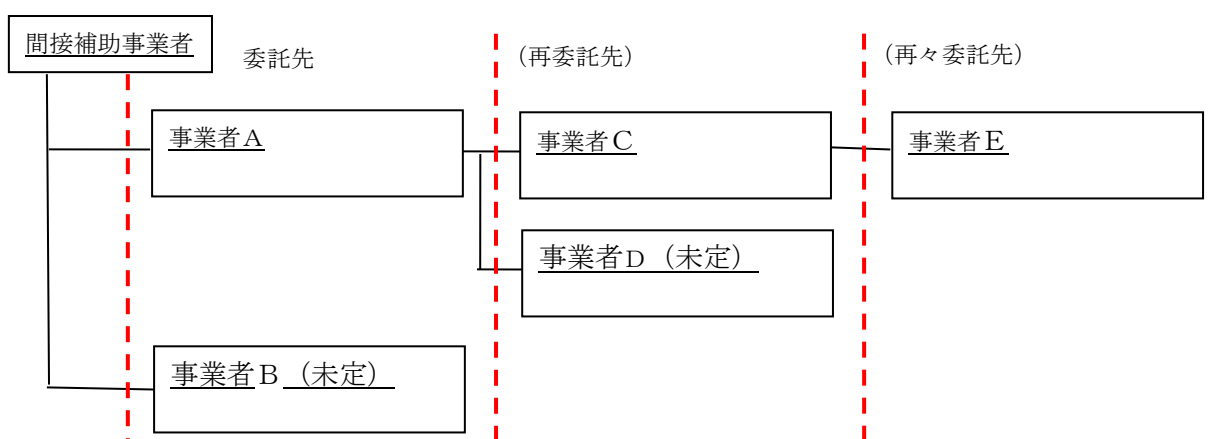 間接補助事業者
委託先
（再委託先）
（再々委託先）
事業者Ａ
事業者Ｃ
事業者Ｅ
事業者D（未定）
事業者Ｂ（未定）